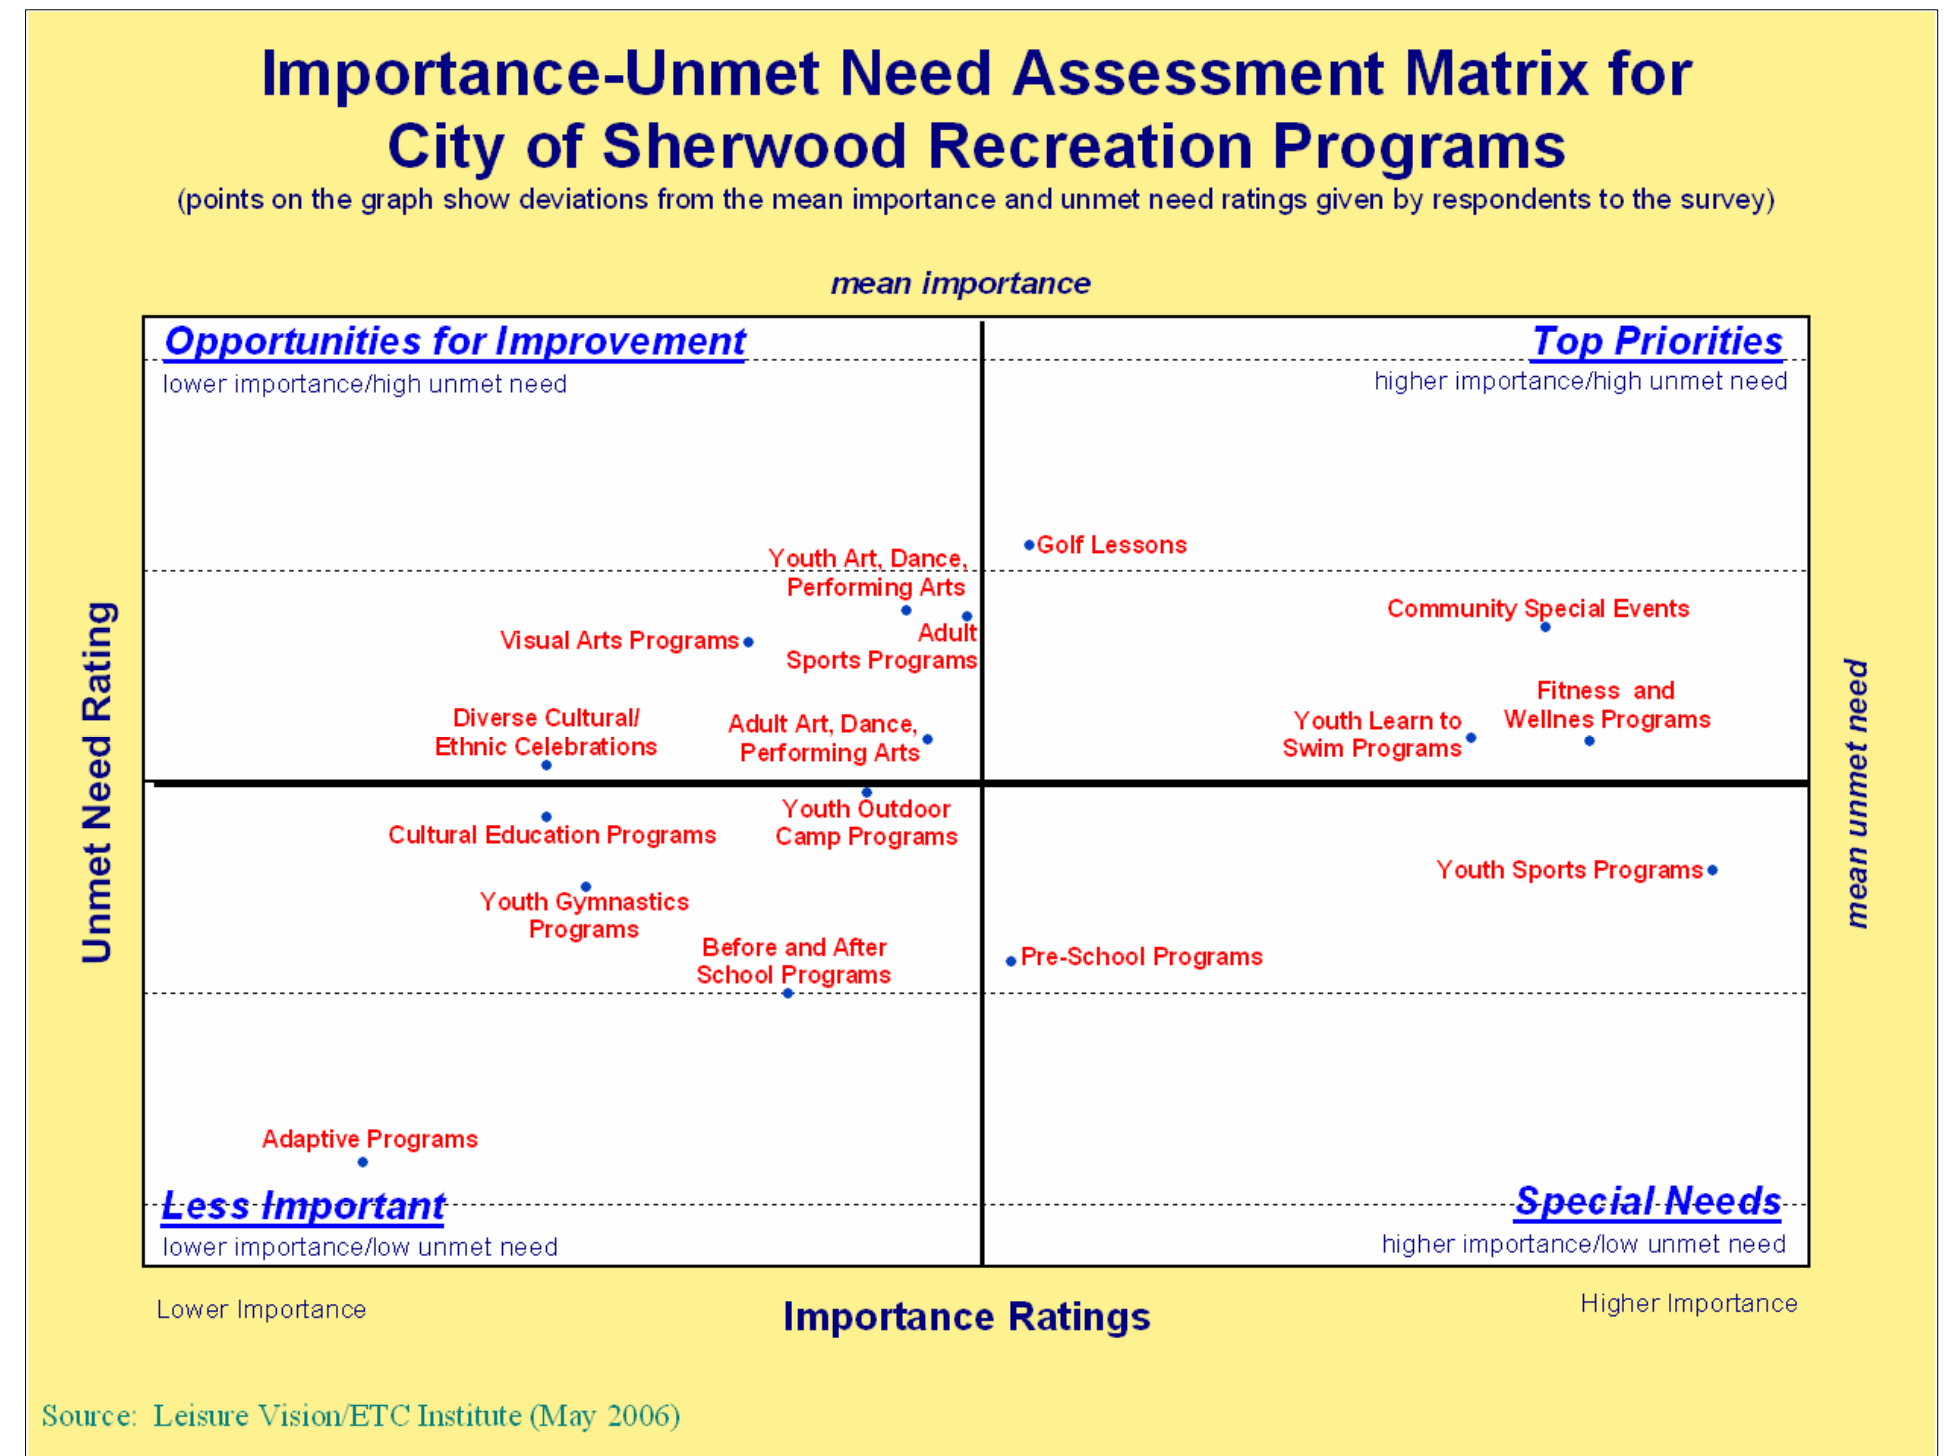 Importance-Unmet Need Assessment Matrix for
City of Sherwood Recreation Programs
(points on the graph show deviations from the mean importance and unmet need ratings given by respondents to the survey)
mean importance
Opportunities for Improvement
lower importance/high unmet need
Top Priorities
higher importance/high unmet need
Golf Lessons
Youth Art, Dance,
Performing Arts
Community Special Events
Adult
Sports Programs
Visual Arts Programs
Fitness and
Wellnes Programs
Youth Learn to
Swim Programs
Diverse Cultural/
Ethnic Celebrations
Adult Art, Dance,
Performing Arts
Unmet Need Rating
mean unmet need
Youth Outdoor
Camp Programs
Cultural Education Programs
Youth Sports Programs
Youth Gymnastics
Programs
Before and After
School Programs
Pre-School Programs
Adaptive Programs
Less Important
lower importance/low unmet need
Special Needs
higher importance/low unmet need
Lower Importance
Importance Ratings
Higher Importance
Source: Leisure Vision/ETC Institute (May 2006)